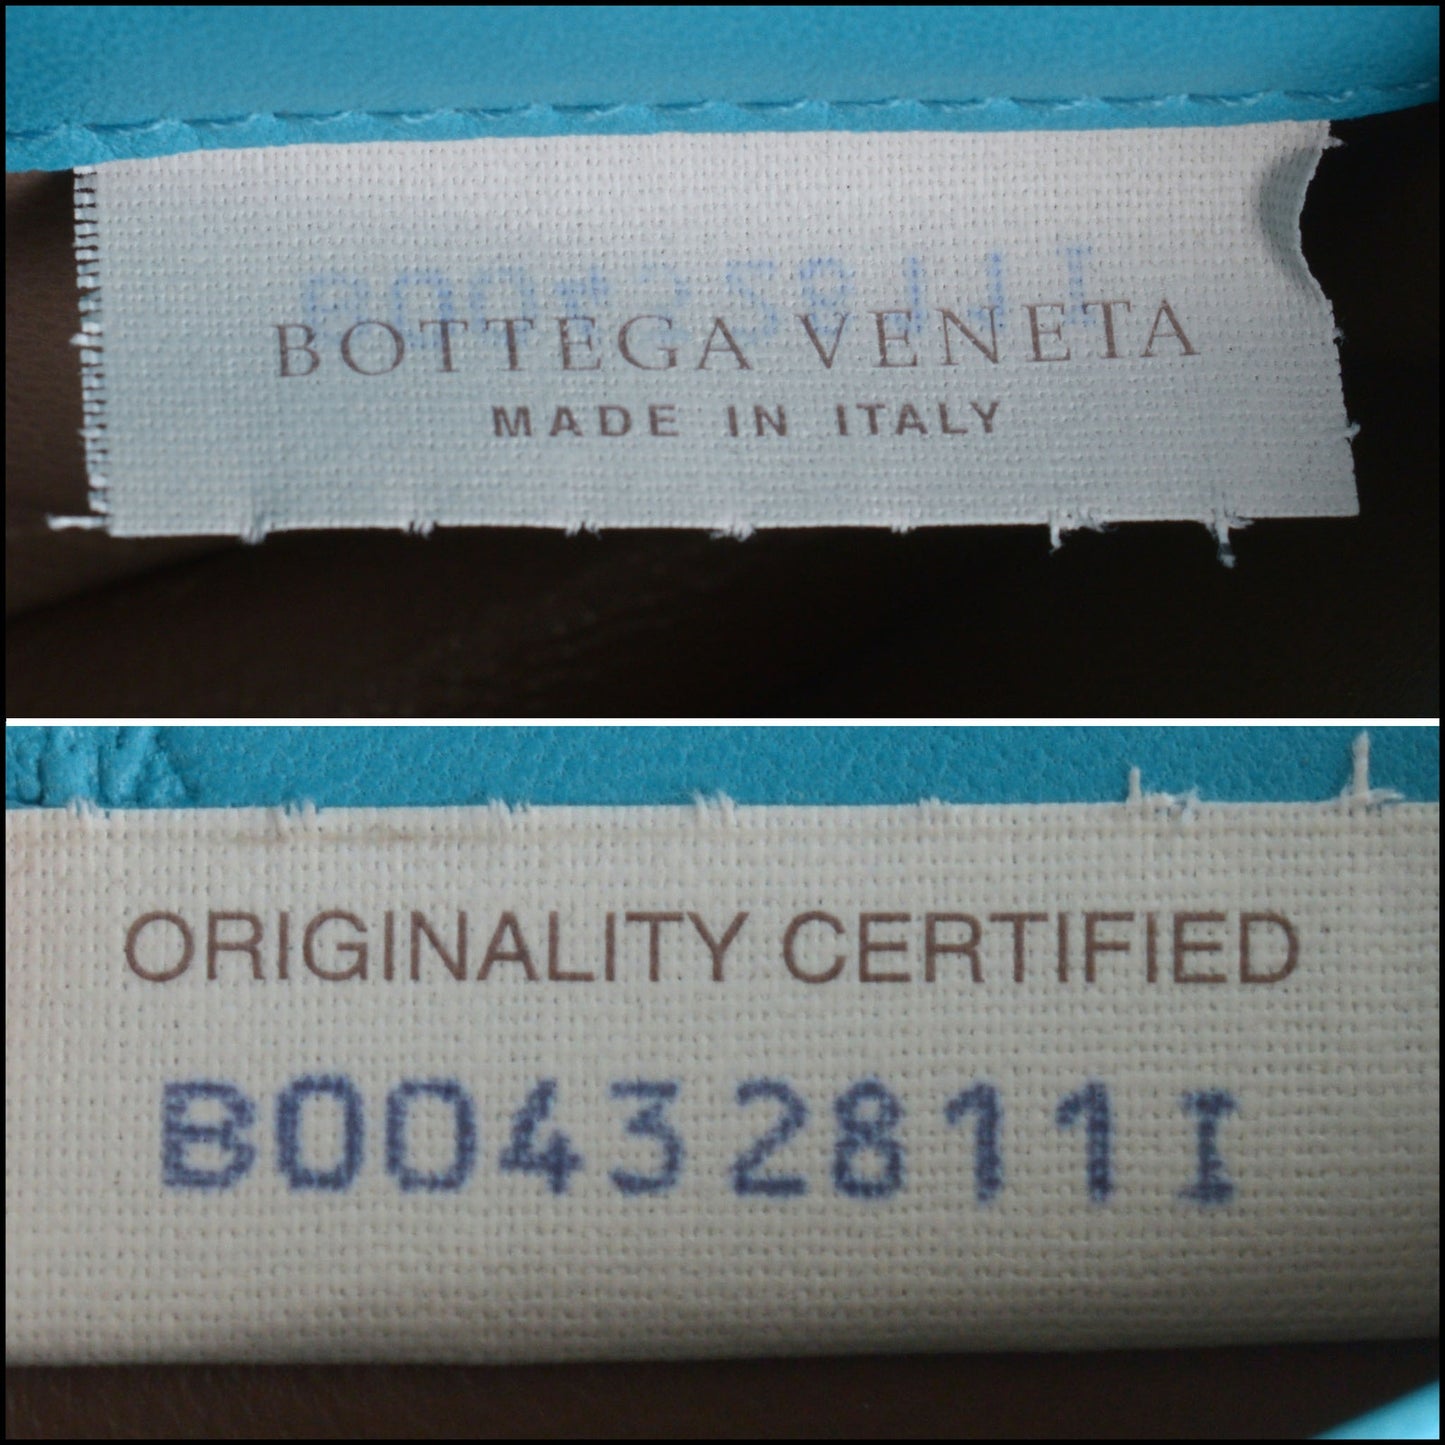 BOTTEGA VENETA
MADE IN ITALY
ORIGINALITY CERTIFIED
B00432811I